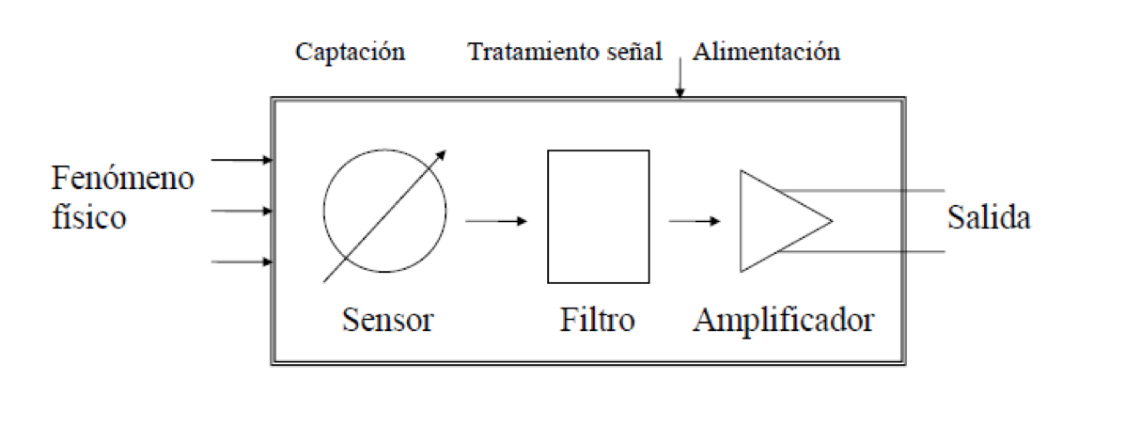 Captación
Tratamiento señal
Alimentación
Fenómeno
físico
Salida
Sensor
Filtro
Amplificador